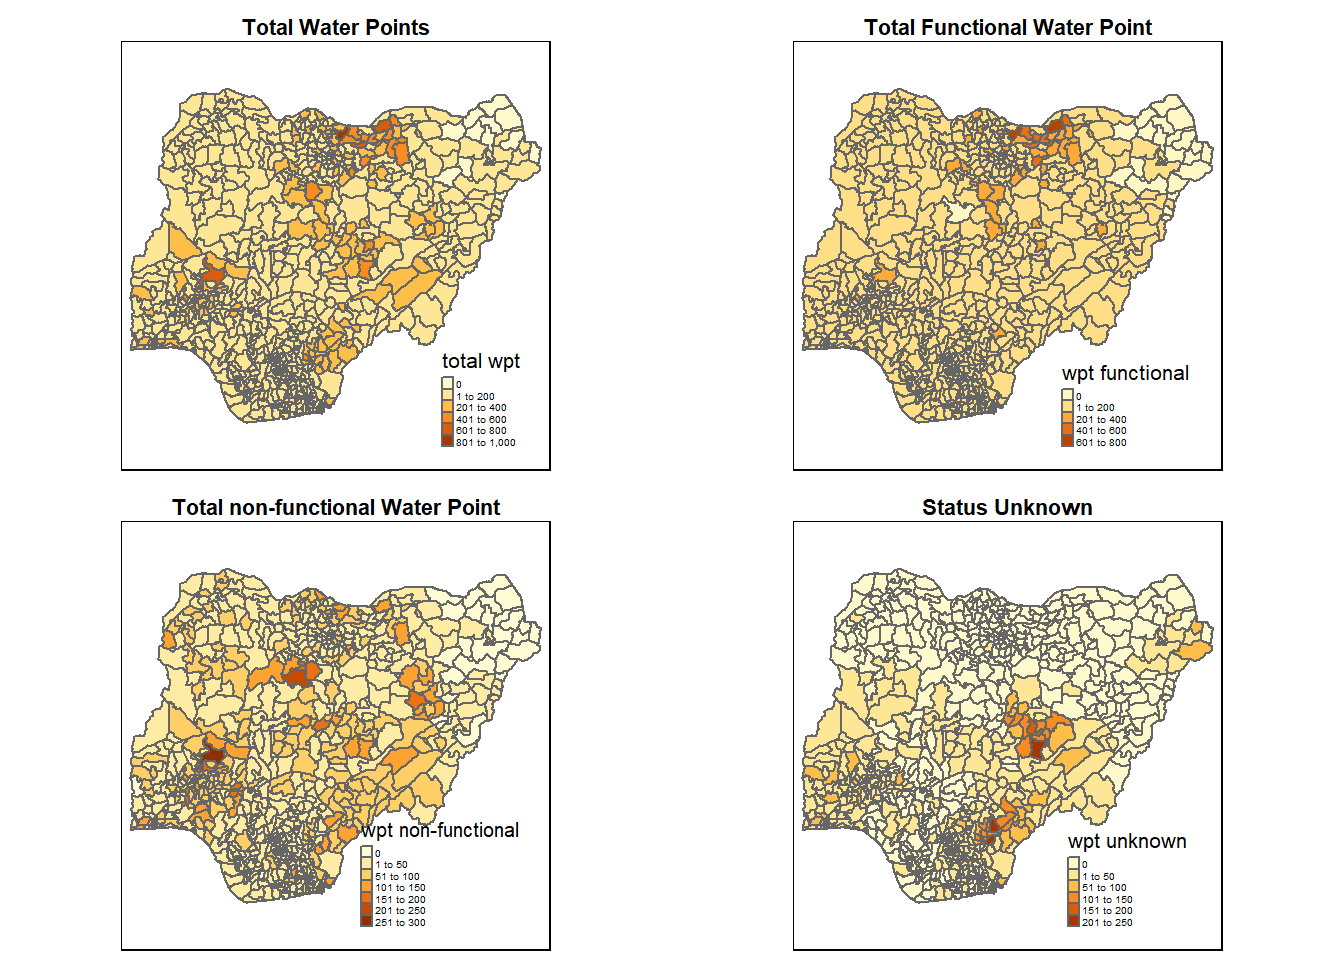 Total Water Points
total wpt
0
1 to 200
201 to 400
401 to 600
601 to 800
801 to 1,000
Total Functional Water Point
wpt functional
0
1 to 200
201 to 400
401 to 600
601 to 800
Total non-functional Water Point
wpt non-functional
0
1 to 50
51 to 100
101 to 150
151 to 200
201 to 250
251 to 300
Status Unknown
wpt unknown
0
1 to 50
51 to 100
101 to 150
151 to 200
201 to 250